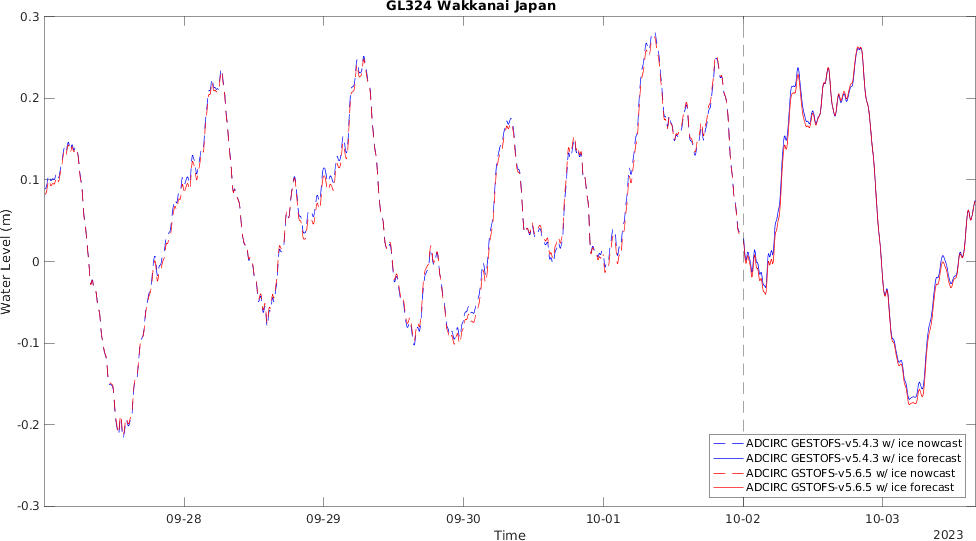 GL324 Wakkanai Japan
Water Level (m)
0.3
0.2
0.1
0
-0.1
-0.2
-0.3
ADCIRC GESTOFS-v5.4.3 w/ ice nowcast
ADCIRC GESTOFS-v5.4.3 w/ ice forecast
ADCIRC GSTOFS-v5.6.5 w/ ice nowcast
ADCIRC GSTOFS-v5.6.5 w/ ice forecast
09-28 09-29 09-30 10-01 10-02 10-03
Time
2023